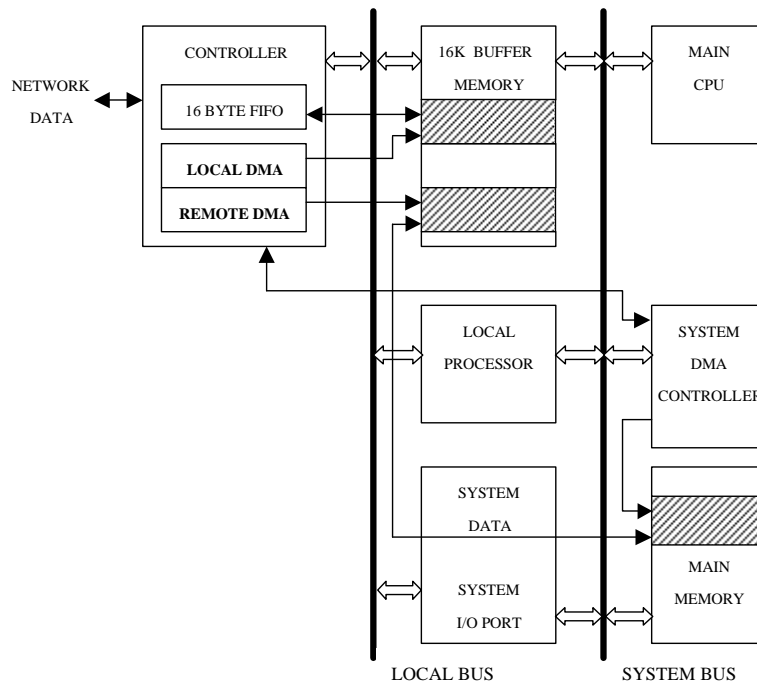 CONTROLLER
NETWORK
DATA
16 BYTE FIFO
LOCAL DMA
REMOTE DMA
16K BUFFER
MEMORY
MAIN
CPU
LOCAL
PROCESSOR
SYSTEM
DMA
CONTROLLER
SYSTEM
DATA
SYSTEM
I/O PORT
MAIN
MEMORY
LOCAL BUS
SYSTEM BUS